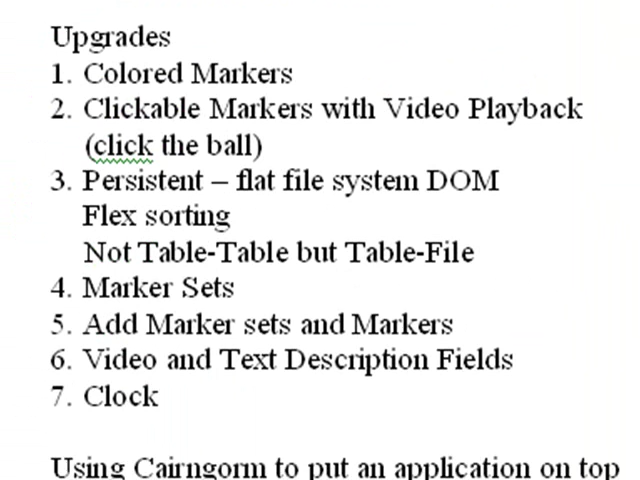 Upgrades
1. Colored Markers
2. Clickable Markers with Video Playback
(click the ball)
3. Persistent – flat file system DOM
Flex sorting
Not Table-Table but Table-File
4. Marker Sets
5. Add Marker sets and Markers
6. Video and Text Description Fields
7. Clock
Using Cairngorm to put an application on top